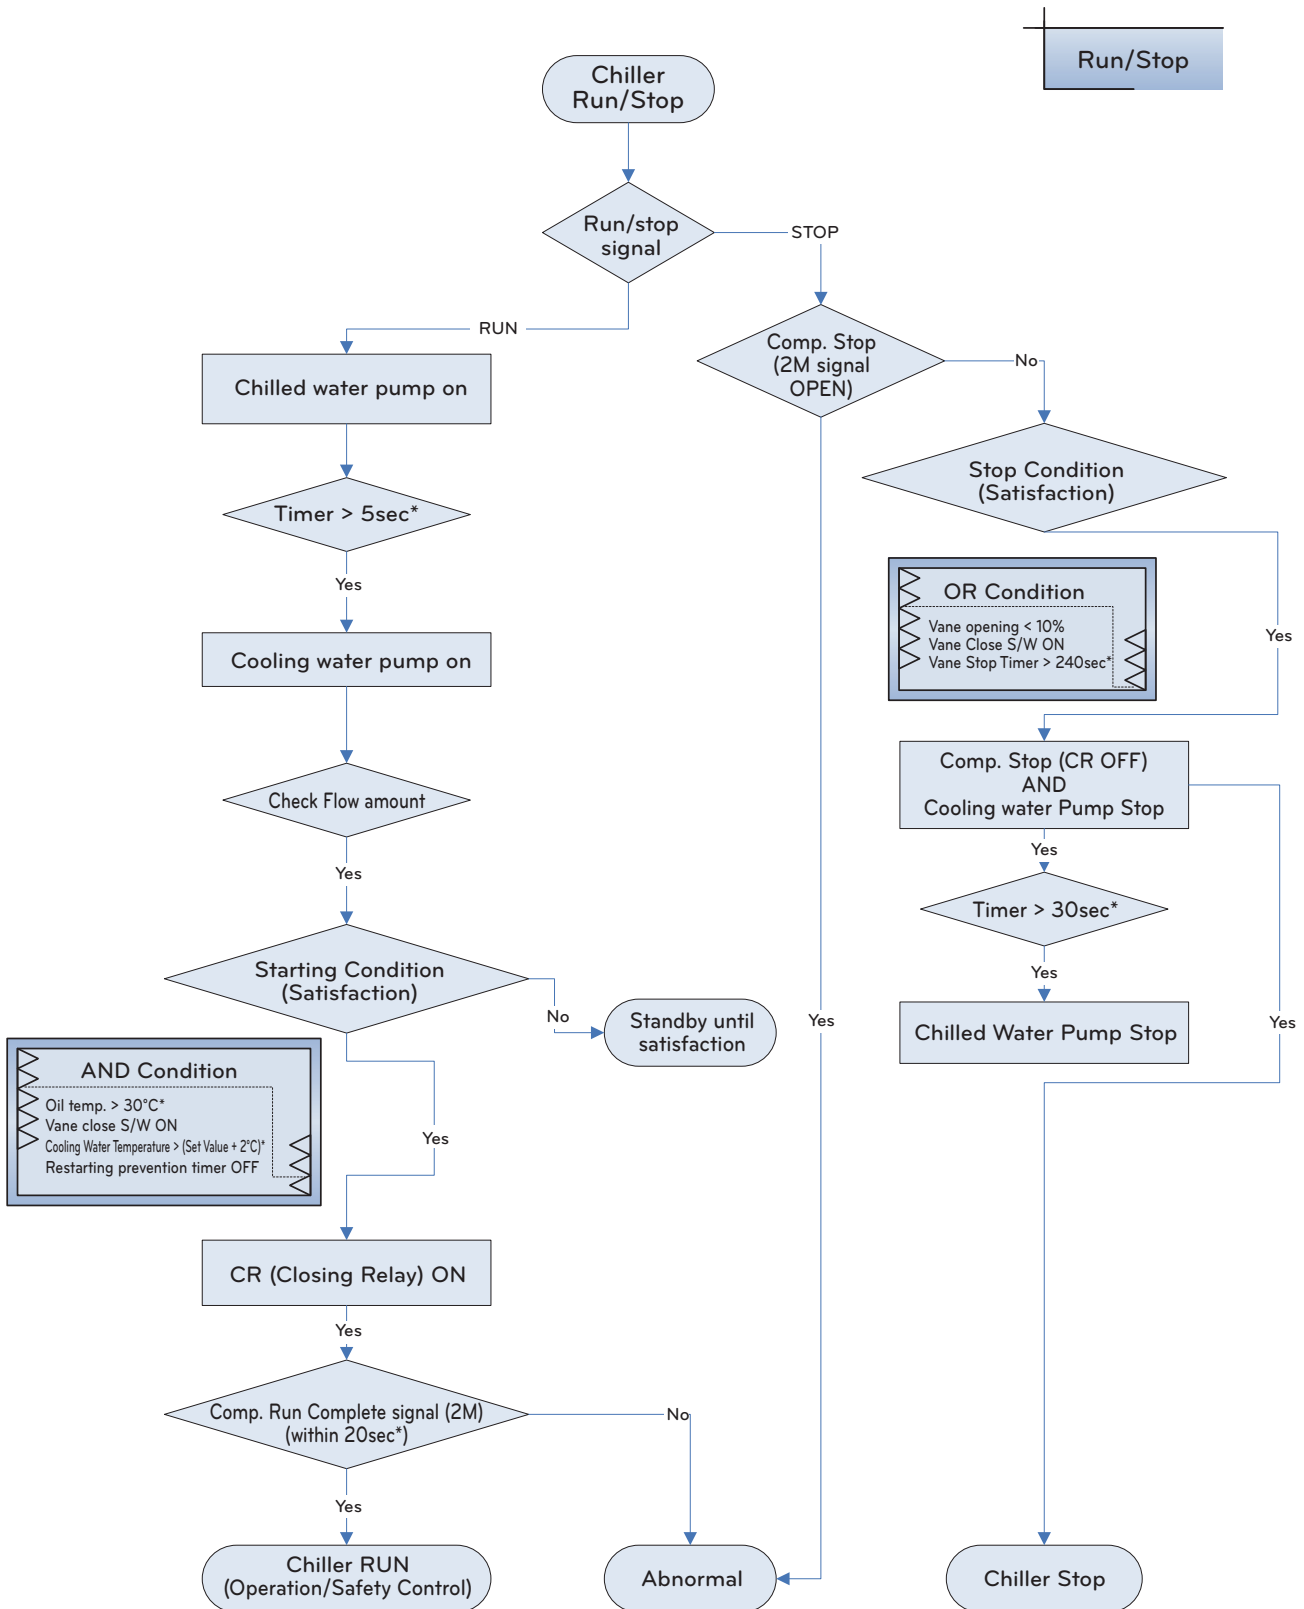 Run/Stop
Chiller
Run/Stop
Run/stop
signal
STOP
RUN
Comp. Stop
(2M signal
OPEN)
No
Chilled water pump on
Stop Condition
(Satisfaction)
Timer > 5sec*
Yes
OR Condition
Vane opening < 10%
Vane Close S/W ON
Vane Stop Timer > 240sec*
Yes
Cooling water pump on
Comp. Stop (CR OFF)
AND
Cooling water Pump Stop
Check Flow amount
Yes
Yes
Timer > 30sec*
Yes
Starting Condition
(Satisfaction)
No
Standby until
satisfaction
Yes
Chilled Water Pump Stop
Yes
AND Condition
Oil temp. > 30°C*
Vane close S/W ON
Cooling Water Temperature > (Set Value + 2°C)*
Restarting prevention timer OFF
Yes
CR (Closing Relay) ON
Yes
Comp. Run Complete signal (2M)
(within 20sec*)
No
Yes
Chiller RUN
(Operation/Safety Control)
Abnormal
Chiller Stop